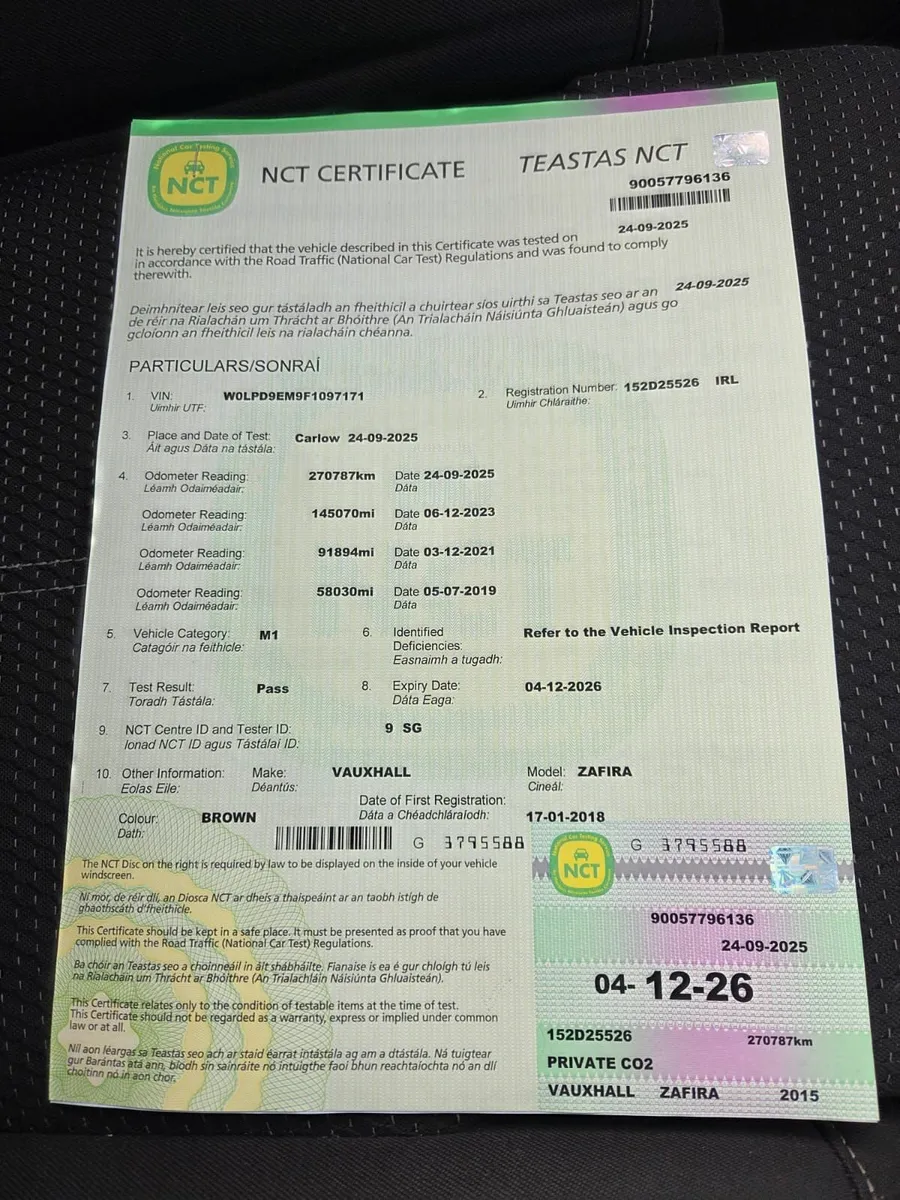 National Car Testing Service
NCT
NCT CERTIFICATE
TEASTAS NCT
90057796136
It is hereby certified that the vehicle described in this Certificate was tested on 24-09-2025
in accordance with the Road Traffic (National Car Test) Regulations and was found to comply
therewith.
Deimhnítear leis seo gur tástáladh an fheithicil a chuirtear síos uirthi sa Teastas seo ar an 24-09-2025
de réir na Rialachán um Thrácht ar Bhóithre (An Trialacháin Náisiúnta Ghluaisteán) agus go
gcloíonn an fheithicil leis na rialacháin chéanna.
PARTICULARS/SONRAÍ
1. VIN: W0LPD9EM9F1097171 2. Registration Number: 152D25526 IRL
Uimhir UTF: Uimhir Chláraithe:
3. Place and Date of Test: Carlow 24-09-2025
Áit agus Dáta na tástála:
4. Odometer Reading: 270787km Date 24-09-2025
Léamh Odaiméadair: Dáta
Odometer Reading: 145070mi Date 06-12-2023
Léamh Odaiméadair: Dáta
Odometer Reading: 91894mi Date 03-12-2021
Léamh Odaiméadair: Dáta
Odometer Reading: 58030mi Date 05-07-2019
Léamh Odaiméadair: Dáta
5. Vehicle Category: M1 6. Identified Refer to the Vehicle Inspection Report
Catagóir na feithicle: Deficiencies:
Easnaimh a tugadh:
7. Test Result: Pass 8. Expiry Date: 04-12-2026
Toradh Tástála: Dáta Éaga:
9. NCT Centre ID and Tester ID: 9 SG
Ionad NCT ID agus Tástálaí ID:
10. Other Information: Make: VAUXHALL Model: ZAFIRA
Eolas Eile: Déantús: Cineál:
Colour: BROWN Date of First Registration: 17-01-2018
Dath: Dáta a Chéadchláraíodh:
G 3795588
The NCT Disc on the right is required by law to be displayed on the inside of your vehicle
windscreen.
Ní mór, de réir dlí, an Diosca NCT ar dheis a thaispeáint ar an taobh istigh de
ghaothscáth d'fheithicle.
This Certificate should be kept in a safe place. It must be presented as proof that you have
complied with the Road Traffic (National Car Test) Regulations.
Ba chóir an Teastas seo a choinneáil in áit shábháilte. Fianaise is ea é gur chloígh tú leis
na Rialacháin um Thrácht ar Bhóithre (An Trialachláin Náisiúnta Ghluaisteán).
This Certificate relates only to the condition of testable items at the time of test.
This Certificate should not be regarded as a warranty, express or implied under common
law or at all.
Níl aon léargas sa Teastas seo ach ar staid éarrat intástála ag am a dtástála. Ná tuigtear
gur Barántas atá ann, bíodh sin sainráite nó intuigthe faoi bhun reachtaíochta nó an dlí
choitinn nó in aon chor.
G 3795588
NCT
90057796136
24-09-2025
04- 12-26
152D25526 270787km
PRIVATE CO2
VAUXHALL ZAFIRA 2015